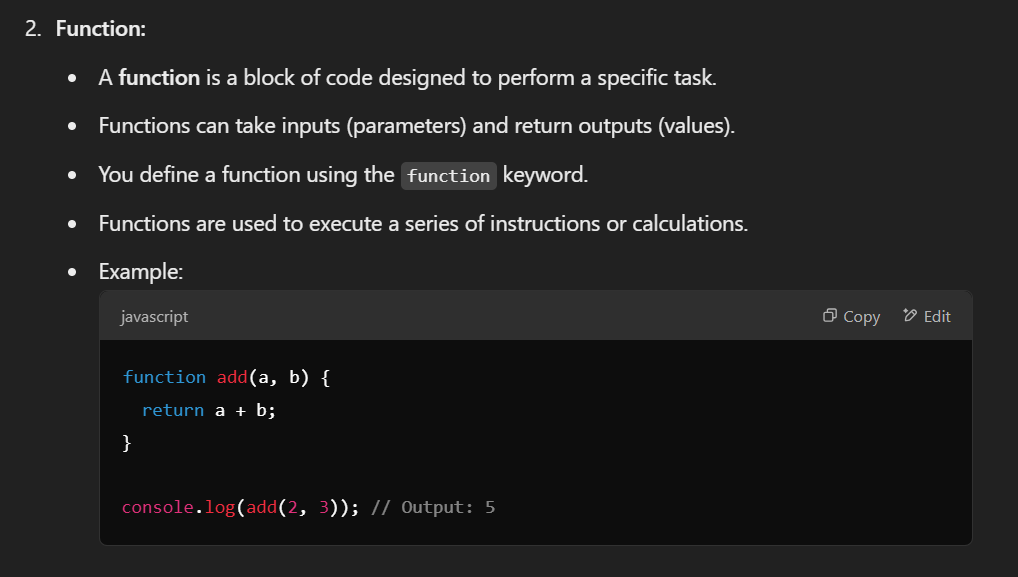 2. Function:
• A function is a block of code designed to perform a specific task.
• Functions can take inputs (parameters) and return outputs (values).
• You define a function using the function keyword.
• Functions are used to execute a series of instructions or calculations.
• Example:
javascript Copy Edit
function add(a, b) {
  return a + b;
}
console.log(add(2, 3)); // Output: 5